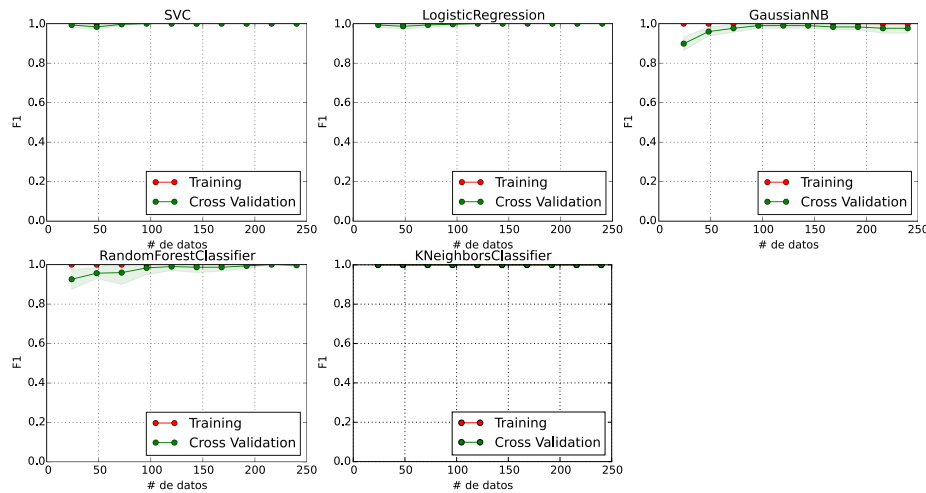 SVC
F1
1.0
0.8
0.6
0.4
0.2
0.0
0 50 100 150 200 250
# de datos
Training
Cross Validation
LogisticRegression
F1
1.0
0.8
0.6
0.4
0.2
0.0
0 50 100 150 200 250
# de datos
Training
Cross Validation
GaussianNB
F1
1.0
0.8
0.6
0.4
0.2
0.0
0 50 100 150 200 250
# de datos
Training
Cross Validation
RandomForestClassifier
F1
1.0
0.8
0.6
0.4
0.2
0.0
0 50 100 150 200 250
# de datos
Training
Cross Validation
KNeighborsClassifier
F1
1.0
0.8
0.6
0.4
0.2
0.0
0 50 100 150 200 250
# de datos
Training
Cross Validation